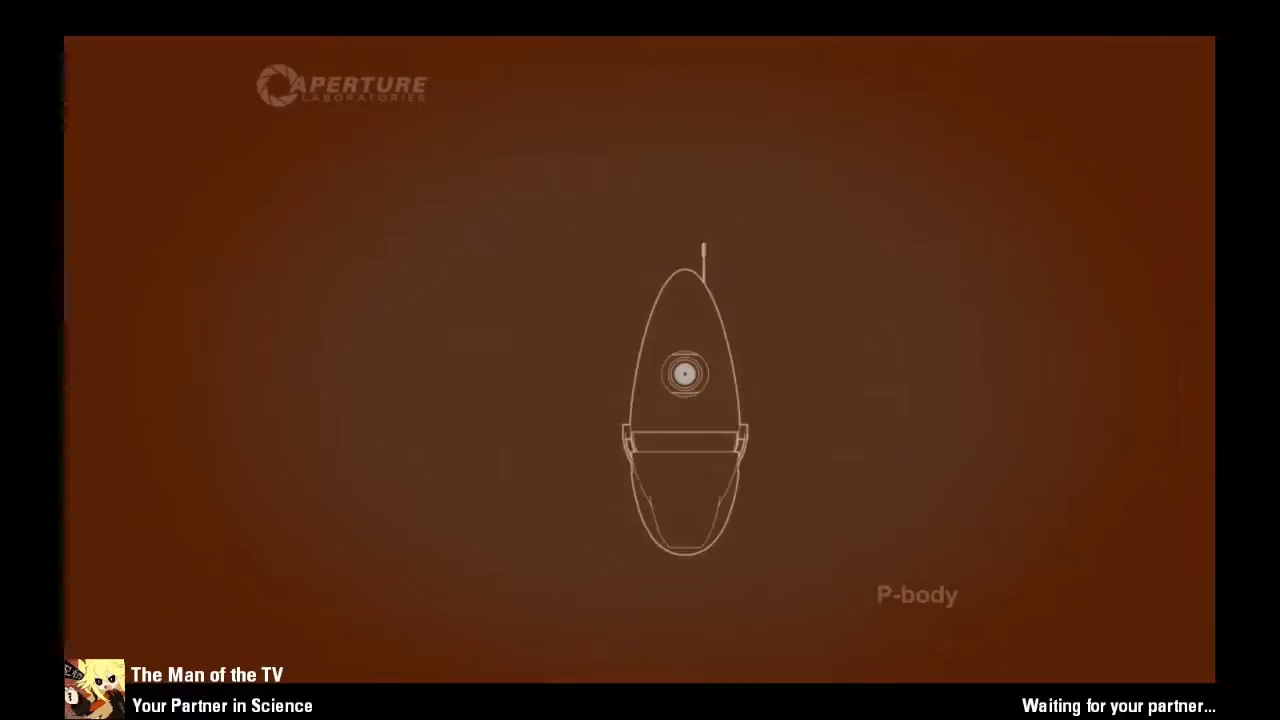 APERTURE
LABORATORIES
P-body
The Man of the TV
Your Partner in Science
Waiting for your partner...